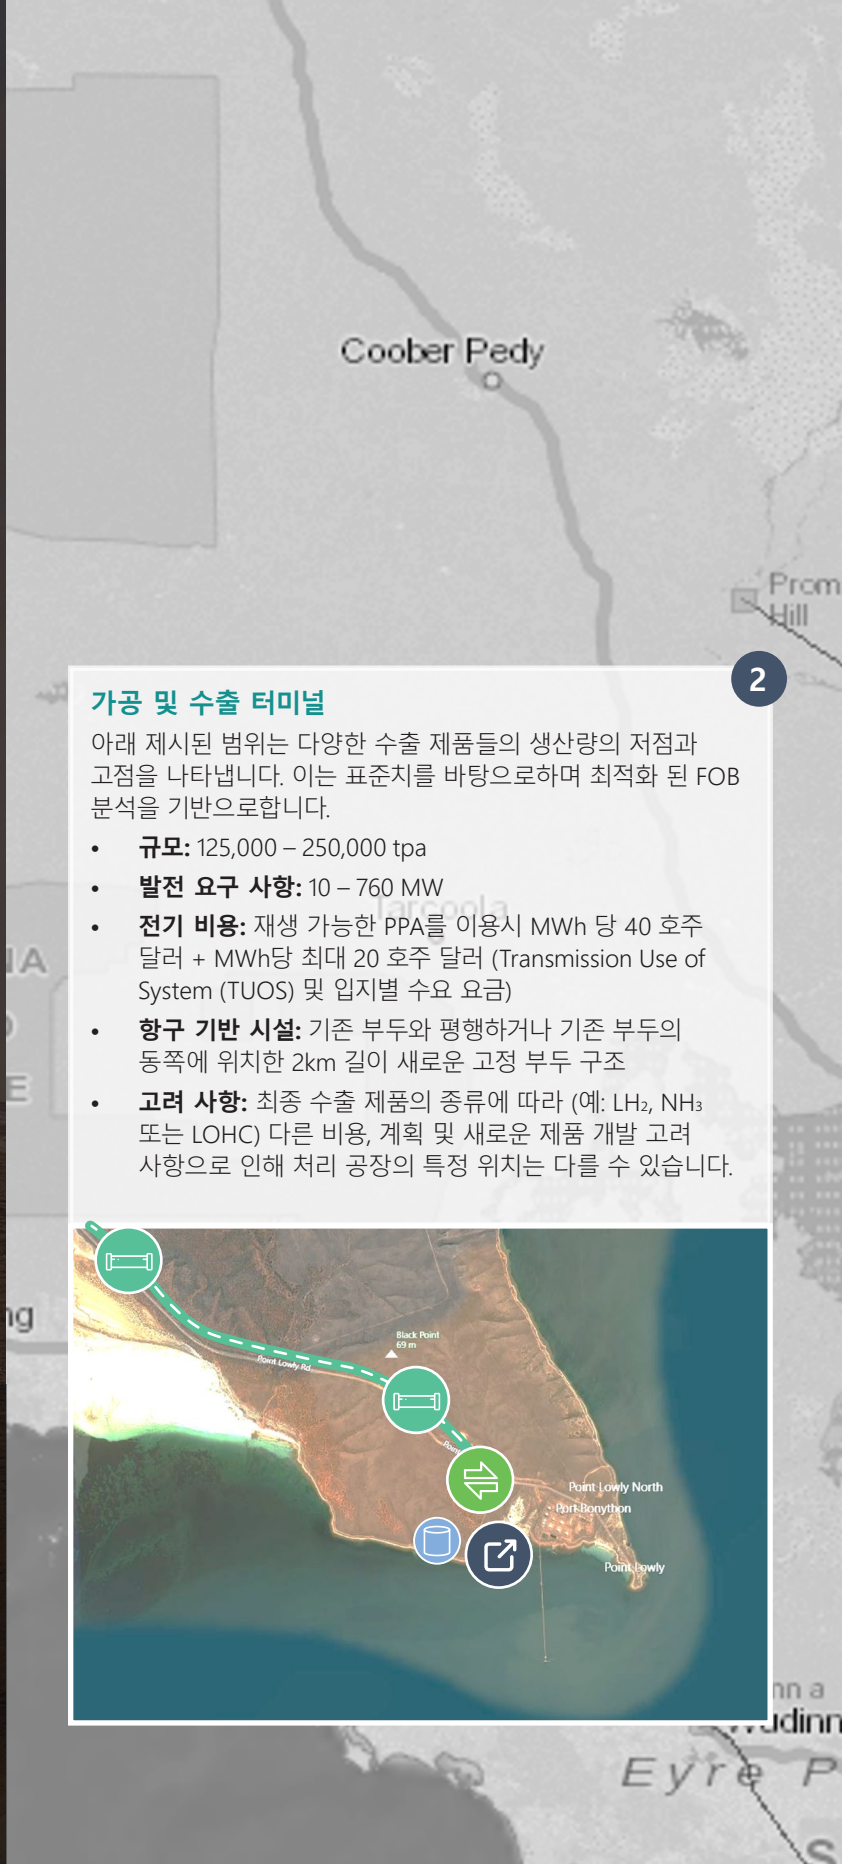 Coober Pedy
Prom
Hill
2
가공 및 수출 터미널
아래 제시된 범위는 다양한 수출 제품들의 생산량의 저점과
고점을 나타냅니다. 이는 표준치를 바탕으로하며 최적화 된 FOB
분석을 기반으로합니다.
• 규모: 125,000 – 250,000 tpa
• 발전 요구 사항: 10 – 760 MW
Tarcoola
• 전기 비용: 재생 가능한 PPA를 이용시 MWh 당 40 호주
달러 + MWh당 최대 20 호주 달러 (Transmission Use of
System (TUOS) 및 입지별 수요 요금)
• 항구 기반 시설: 기존 부두와 평행하거나 기존 부두의
동쪽에 위치한 2km 길이 새로운 고정 부두 구조
• 고려 사항: 최종 수출 제품의 종류에 따라 (예: LH₂, NH₃
또는 LOHC) 다른 비용, 계획 및 새로운 제품 개발 고려
사항으로 인해 처리 공장의 특정 위치는 다를 수 있습니다.
IA
E
ng
Black Point
69 m
Point Lowly Rd
Point
Point Lowly North
Port Bonython
Point Lowly
nn a
Wudinn
Eyre P
S